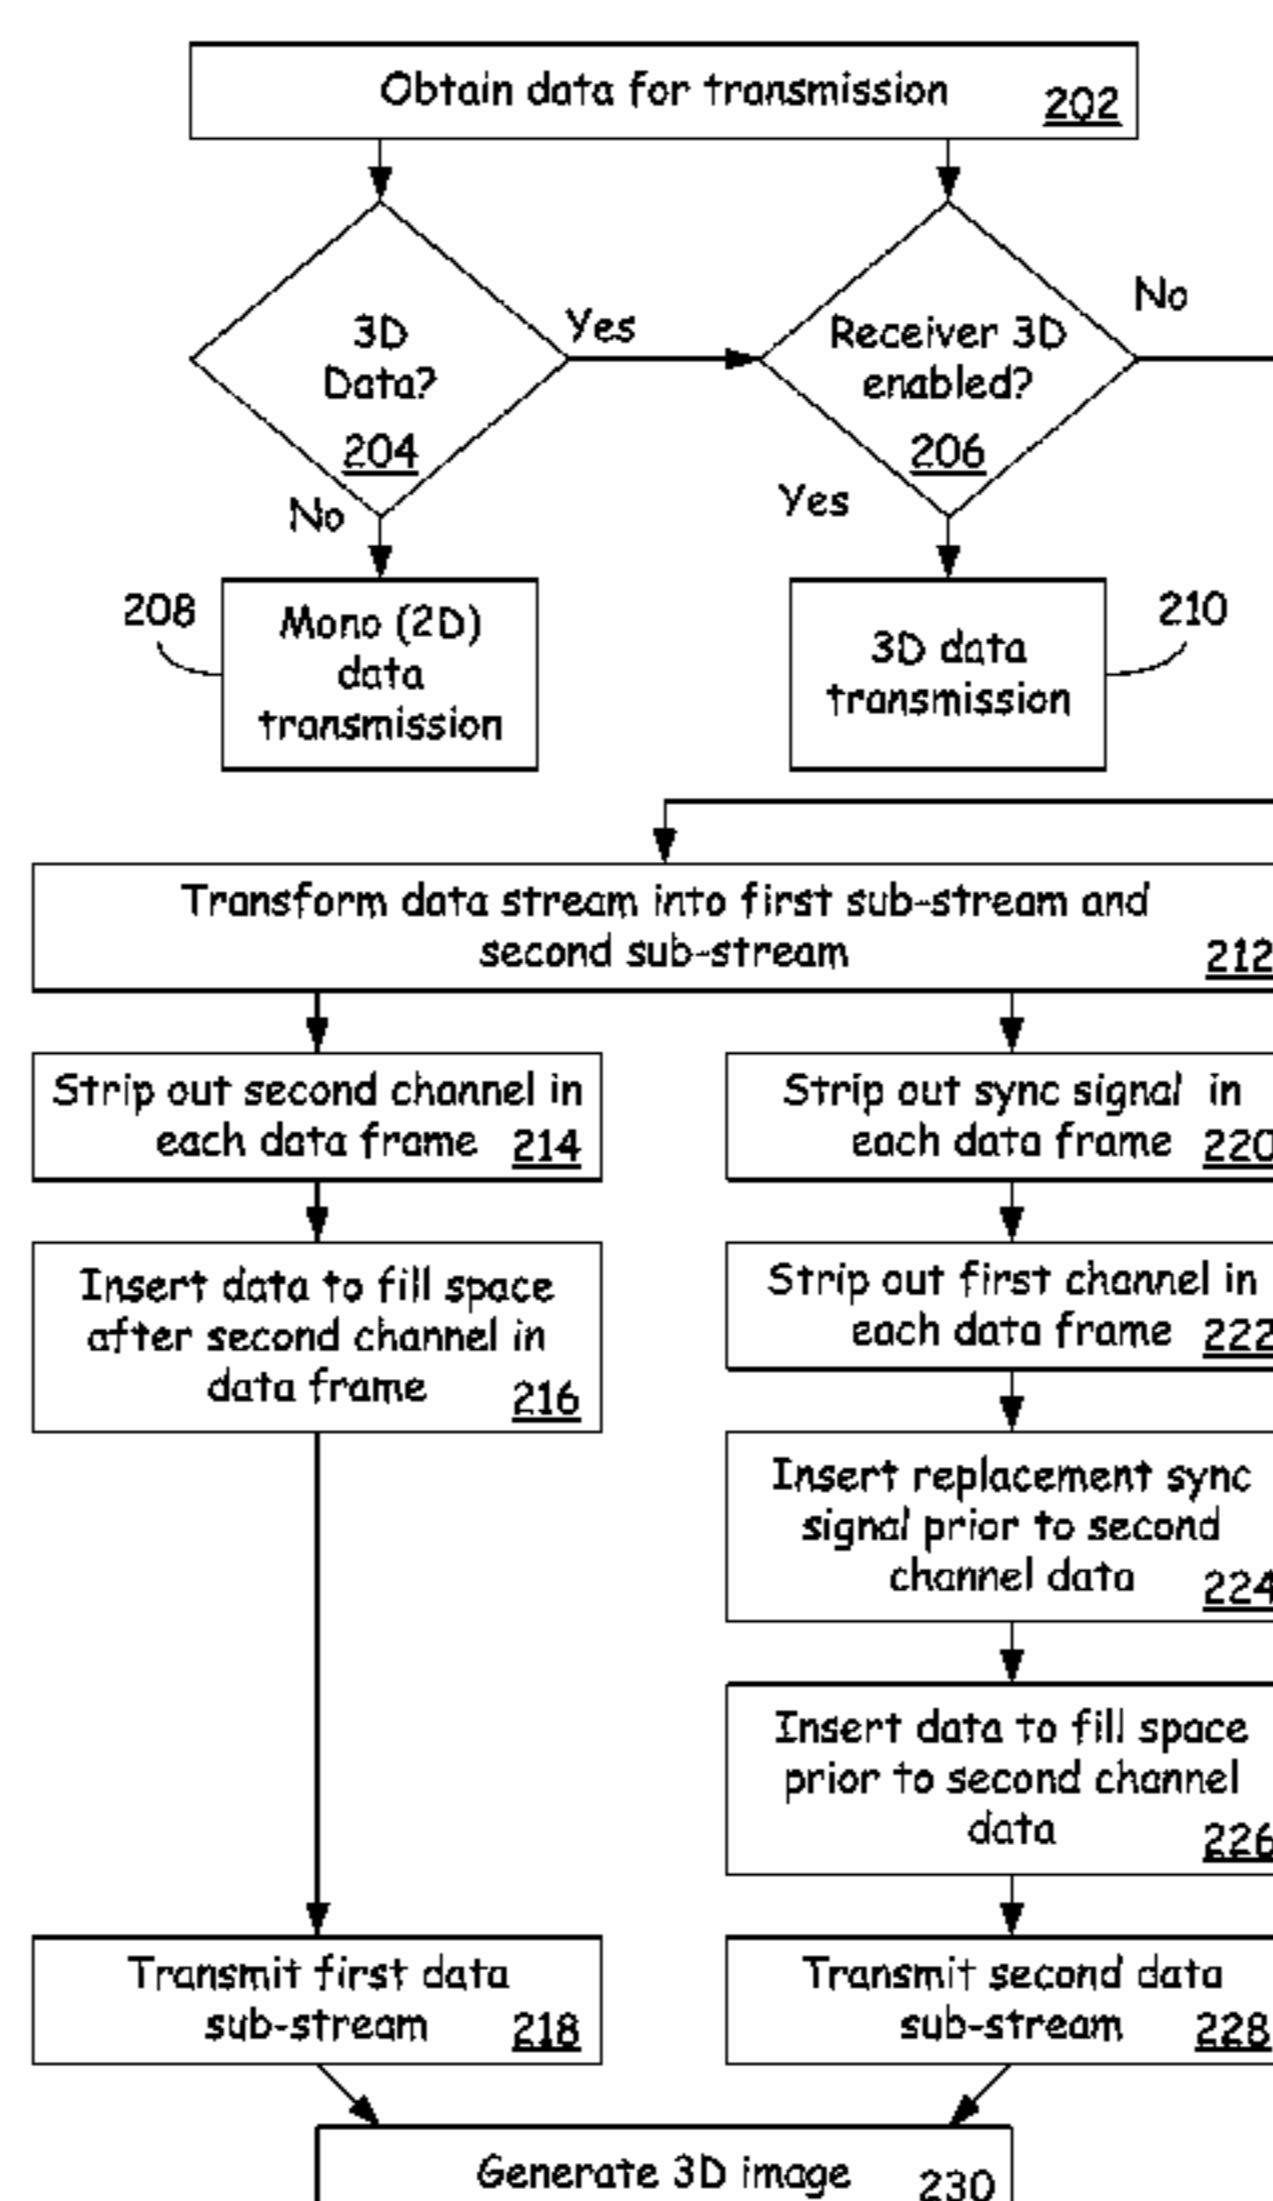 Obtain data for transmission 202
3D
Data?
204
Yes
Receiver 3D
enabled?
206
No
No
Yes
208
Mono (2D)
data
transmission
3D data
transmission
210
Transform data stream into first sub-stream and
second sub-stream 212
Strip out second channel in
each data frame 214
Strip out sync signal in
each data frame 220
Insert data to fill space
after second channel in
data frame 216
Strip out first channel in
each data frame 222
Insert replacement sync
signal prior to second
channel data 224
Insert data to fill space
prior to second channel
data 226
Transmit first data
sub-stream 218
Transmit second data
sub-stream 228
Generate 3D image 230